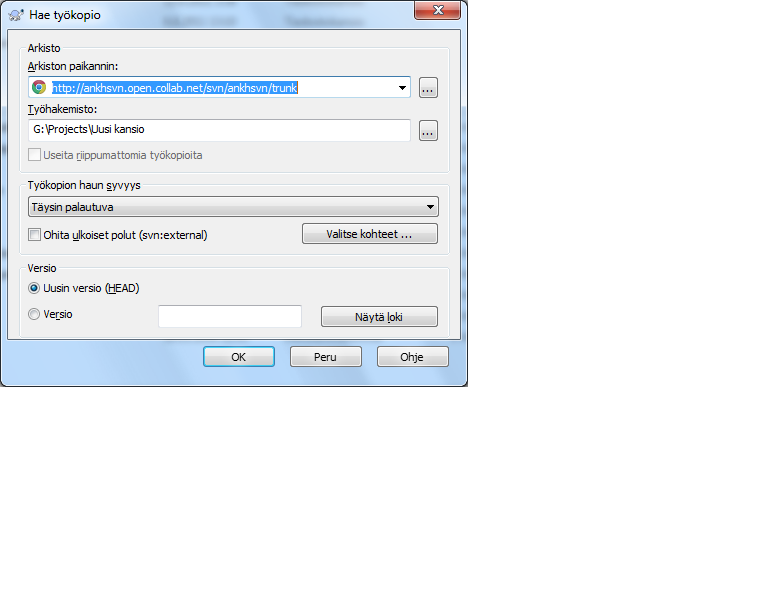 Hae työkopio
Arkisto
Arkiston paikannin:
http://ankhsvn.open.collab.net/svn/ankhsvn/trunk
...
Työhakemisto:
G:\Projects\Uusi kansio
...
Useita riippumattomia työkopioita
Työkopion haun syvyys
Täysin palautuva
Ohita ulkoiset polut (svn:external)
Valitse kohteet ...
Versio
Uusin versio (HEAD)
Versio
Näytä loki
OK
Peru
Ohje